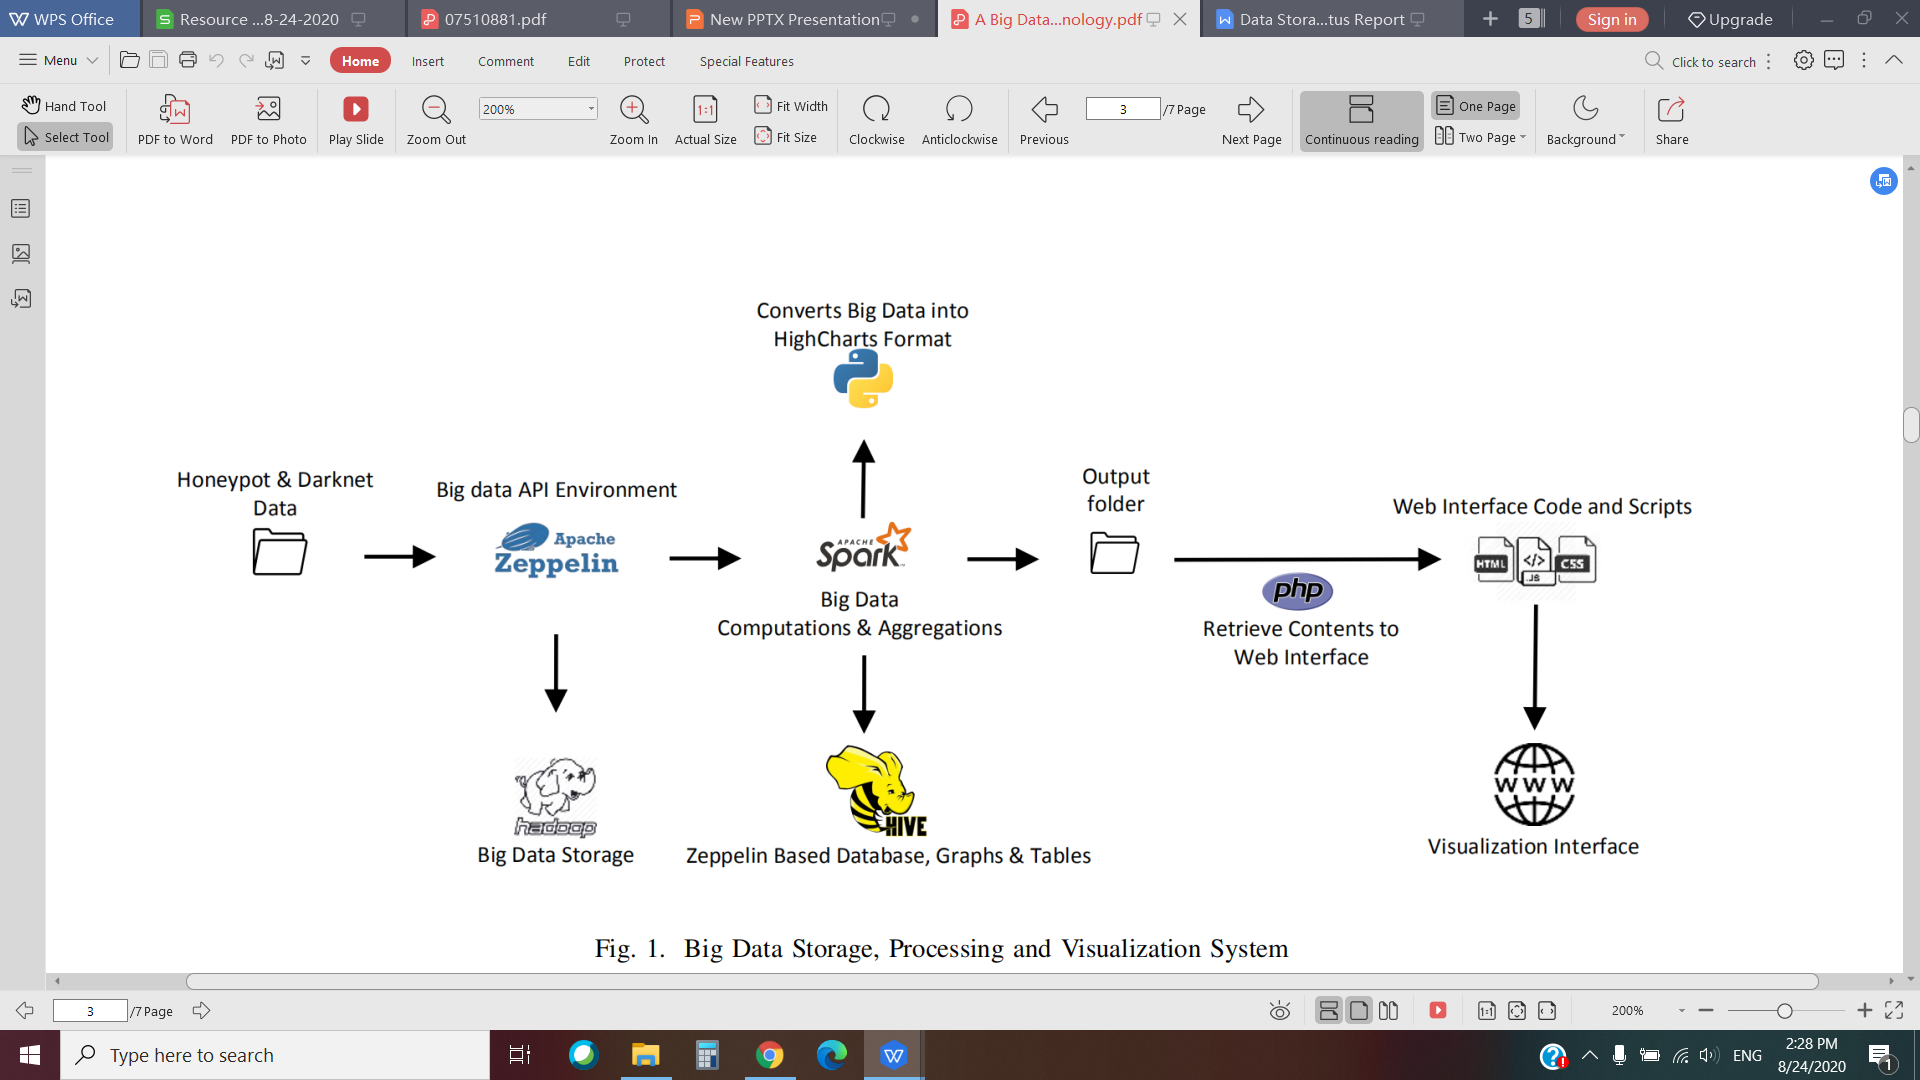 WPS Office
Resource ...8-24-2020
07510881.pdf
New PPTX Presentation
A Big Data...nology.pdf
Data Stora...tus Report
5
Sign in
Upgrade
Menu
Home
Insert
Comment
Edit
Protect
Special Features
Click to search
Hand Tool
Select Tool
PDF to Word
PDF to Photo
Play Slide
Zoom Out
200%
Zoom In
1:1
Actual Size
Fit Width
Fit Size
Clockwise
Anticlockwise
Previous
3 /7 Page
Next Page
Continuous reading
One Page
Two Page
Background
Share
Converts Big Data into
HighCharts Format
Honeypot & Darknet
Data
Big data API Environment
Apache
Zeppelin
APACHE
Spark
Big Data
Computations & Aggregations
Output
folder
php
Retrieve Contents to
Web Interface
Web Interface Code and Scripts
HTML
</>
JS
CSS
hadoop
Big Data Storage
HIVE
Zeppelin Based Database, Graphs & Tables
WWW
Visualization Interface
Fig. 1. Big Data Storage, Processing and Visualization System
3 /7 Page
1:1
200%
Type here to search
ENG
2:28 PM
8/24/2020
1